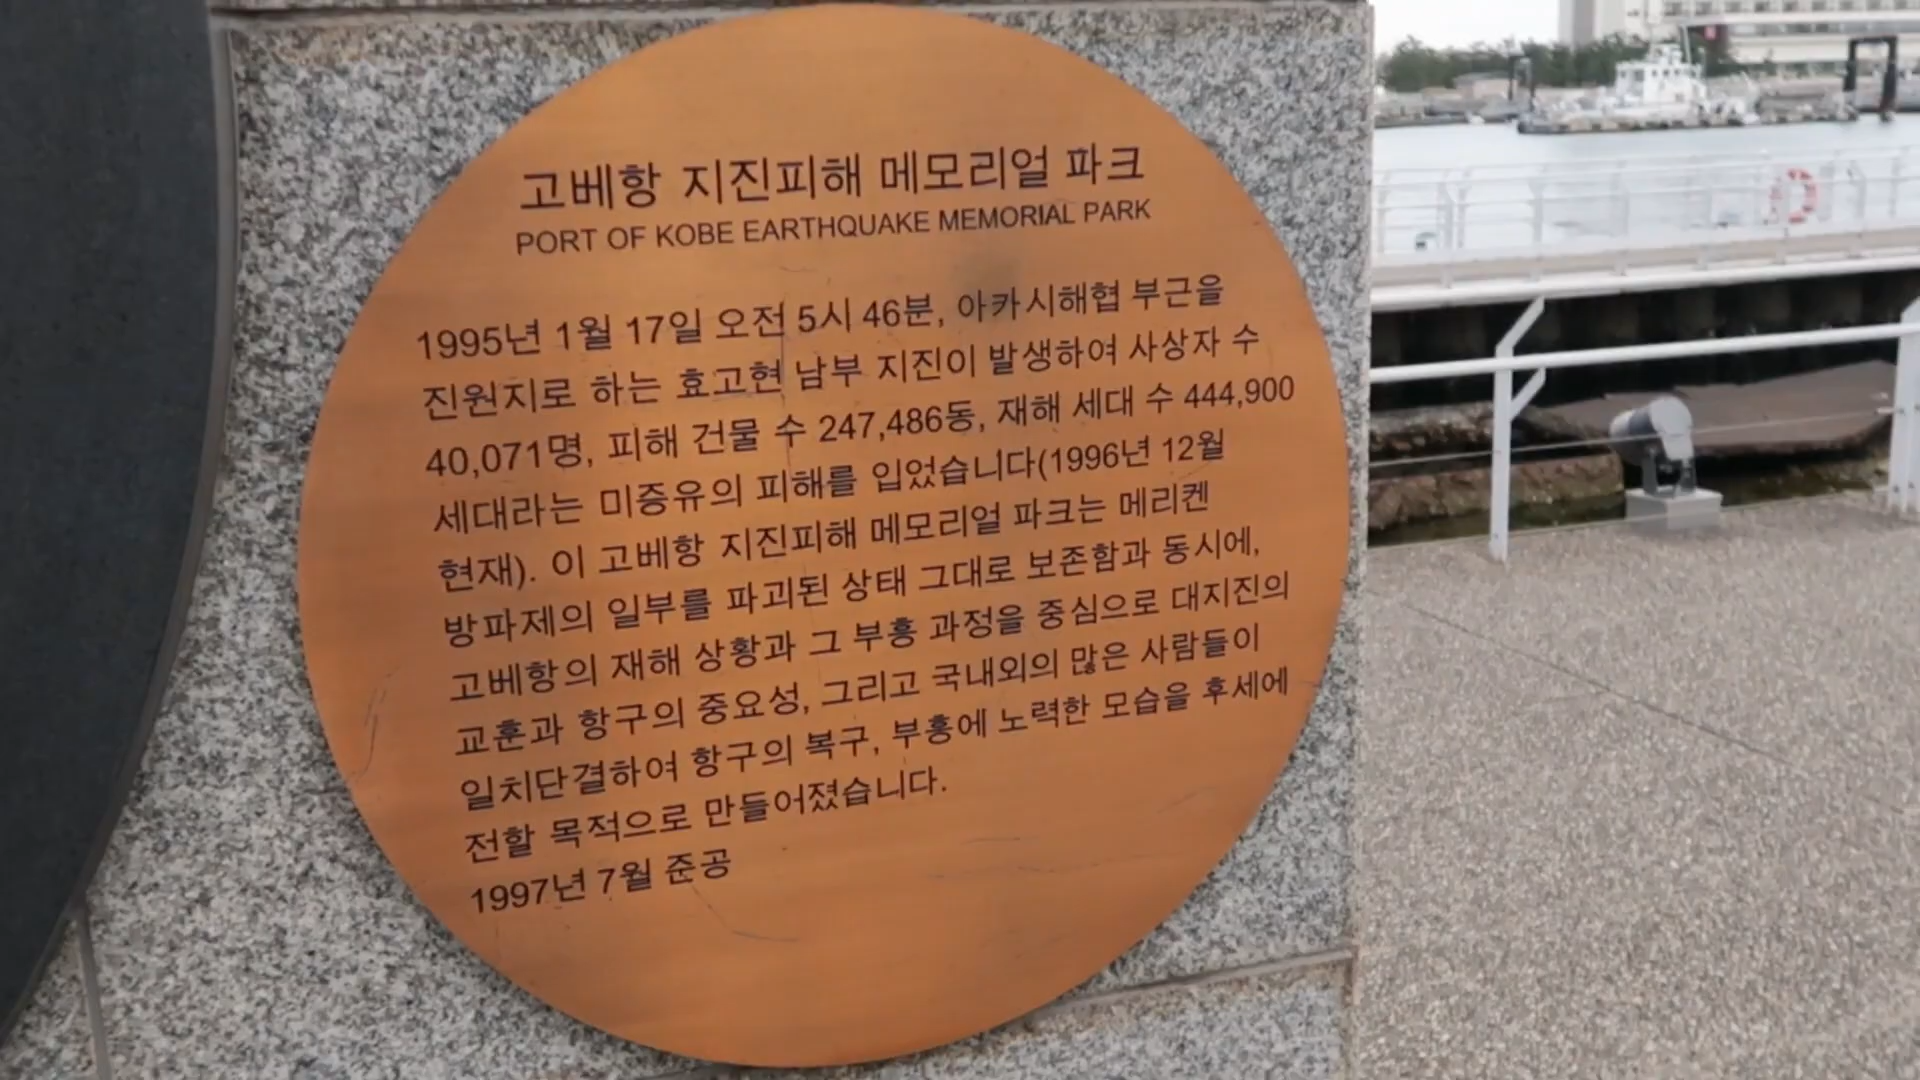 고베항 지진피해 메모리얼 파크
PORT OF KOBE EARTHQUAKE MEMORIAL PARK
1995년 1월 17일 오전 5시 46분, 아카시해협 부근을
진원지로 하는 효고현 남부 지진이 발생하여 사상자 수
40,071명, 피해 건물 수 247,486동, 재해 세대 수 444,900
세대라는 미증유의 피해를 입었습니다(1996년 12월
현재). 이 고베항 지진피해 메모리얼 파크는 메리켄
방파제의 일부를 파괴된 상태 그대로 보존함과 동시에,
고베항의 재해 상황과 그 부흥 과정을 중심으로 대지진의
교훈과 항구의 중요성, 그리고 국내외의 많은 사람들이
일치단결하여 항구의 복구, 부흥에 노력한 모습을 후세에
전할 목적으로 만들어졌습니다.
1997년 7월 준공